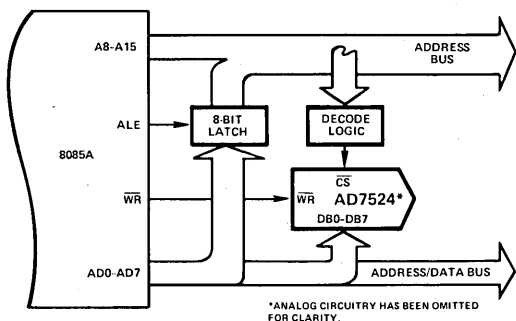 A8-A15
ADDRESS
BUS
ALE
8-BIT
LATCH
DECODE
LOGIC
8085A
CS
WR
WR
AD7524*
DB0-DB7
AD0-AD7
ADDRESS/DATA BUS
*ANALOG CIRCUITRY HAS BEEN OMITTED
FOR CLARITY.